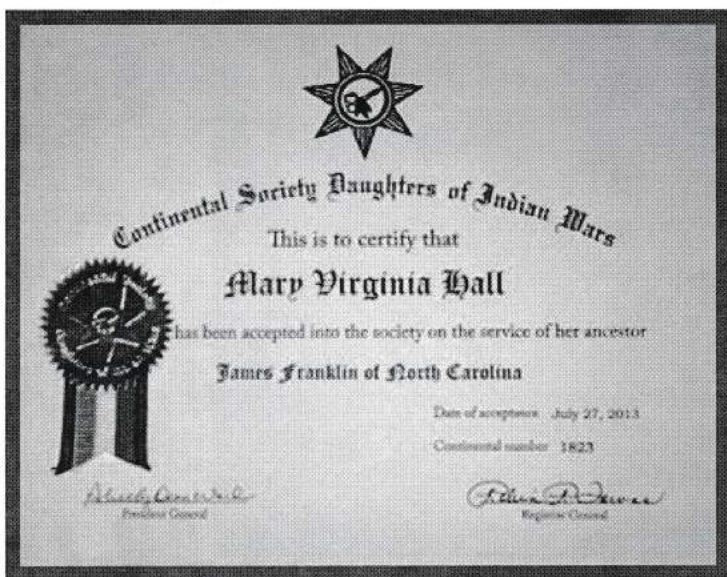 Continental Society Daughters of Indian Wars
This is to certify that
Mary Virginia Hall
has been accepted into the society on the service of her ancestor
James Franklin of North Carolina
Date of acceptance July 27, 2013
Continental number 1823
President General
Registrar General